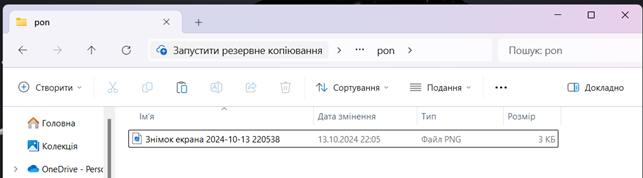 pon
Запустити резервне копіювання > ... pon > Пошук: pon
Створити Сортування Подання ... Докладно
Ім'я Дата змінення Тип Розмір
Головна
Знімок екрана 2024-10-13 220538 13.10.2024 22:05 Файл PNG 3 КБ
Колекція
OneDrive - Perso